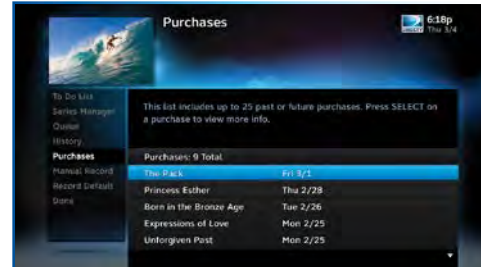 Purchases
6:18p
Thu 3/4
To Do List
Series Manager
Queue
History
Purchases
Manual Record
Record Default
Done
This list includes up to 25 past or future purchases. Press SELECT on
a purchase to view more info.
Purchases: 9 Total
The Pack Fri 3/1
Princess Esther Thu 2/28
Born in the Bronze Age Tue 2/26
Expressions of Love Mon 2/25
Unforgiven Past Mon 2/25